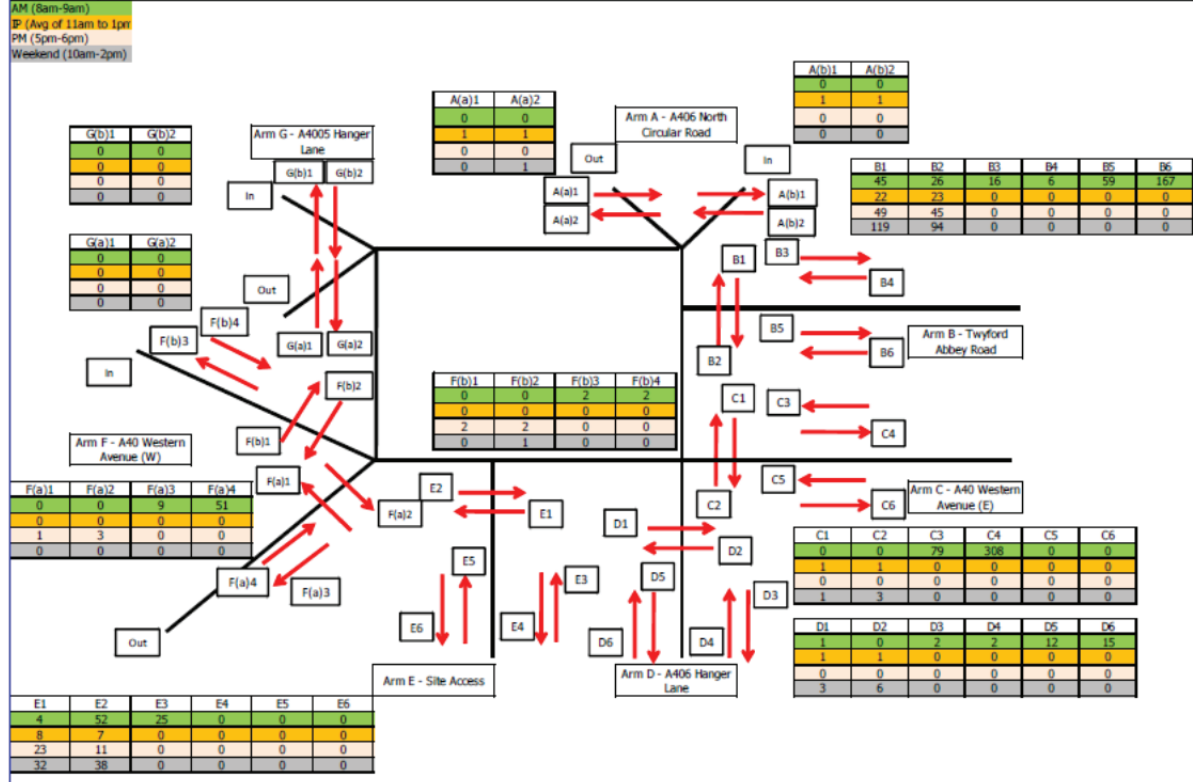 AM (8am-9am)
IP (Avg of 11am to 1pm
PM (5pm-6pm)
Weekend (10am-2pm)
A(b)1 A(b)2
0 0
1 1
0 0
0 0
A(a)1 A(a)2
0 0
1 1
0 0
0 1
Arm A - A406 North
Circular Road
G(b)1 G(b)2
0 0
0 0
0 0
0 0
Arm G - A4005 Hanger
Lane
Out
In
G(b)1 G(b)2
In
A(a)1
A(a)2
A(b)1
A(b)2
B1 B2 B3 B4 B5 B6
45 26 16 6 59 167
22 23 0 0 0 0
49 45 0 0 0 0
119 94 0 0 0 0
G(a)1 G(a)2
0 0
0 0
0 0
0 0
Out
B1
B3
B4
F(b)4
F(b)3
G(a)1 G(a)2
B5
B6
Arm B - Twyford
Abbey Road
B2
In
F(b)2
F(b)1 F(b)2 F(b)3 F(b)4
0 0 2 2
0 0 0 0
2 2 0 0
0 1 0 0
C1
C3
C4
F(b)1
Arm F - A40 Western
Avenue (W)
F(a)1 F(a)2 F(a)3 F(a)4
0 0 9 51
0 0 0 0
1 3 0 0
0 0 0 0
F(a)1
F(a)2
E2
E1
C5
C6
C2
Arm C - A40 Western
Avenue (E)
D1
D2
C1 C2 C3 C4 C5 C6
0 0 79 308 0 0
1 1 0 0 0 0
0 0 0 0 0 0
1 3 0 0 0 0
F(a)4
F(a)3
E5
E3
D5
D3
Out
E6
E4
D6
D4
D1 D2 D3 D4 D5 D6
1 0 2 2 12 15
1 1 0 0 0 0
0 0 0 0 0 0
3 6 0 0 0 0
Arm E - Site Access
Arm D - A406 Hanger
Lane
E1 E2 E3 E4 E5 E6
4 52 25 0 0 0
8 7 0 0 0 0
23 11 0 0 0 0
32 38 0 0 0 0